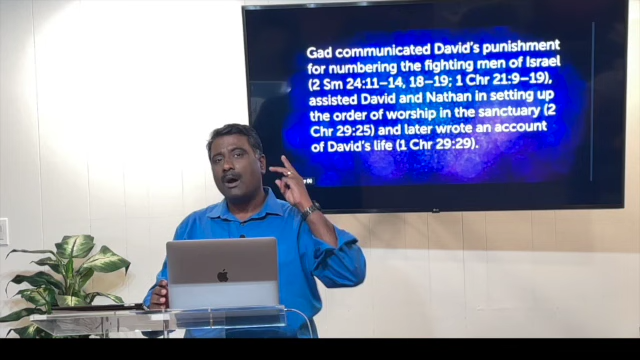 Gad communicated David's punishment
for numbering the fighting men of Israel
(2 Sm 24:11–14, 18–19; 1 Chr 21:9–19),
assisted David and Nathan in setting up
the order of worship in the sanctuary (2
Chr 29:25) and later wrote an account
of David's life (1 Chr 29:29).
LG